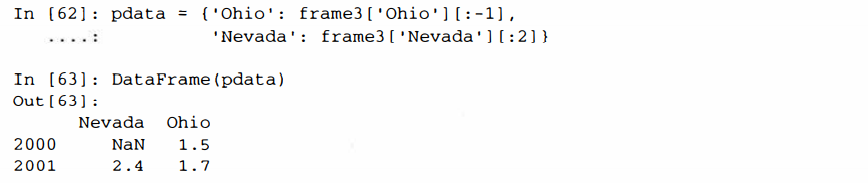 In [62]: pdata = {'Ohio': frame3['Ohio'][:-1],
   ....:          'Nevada': frame3['Nevada'][:2]}
In [63]: DataFrame(pdata)
Out[63]:
      Nevada  Ohio
2000     NaN   1.5
2001     2.4   1.7